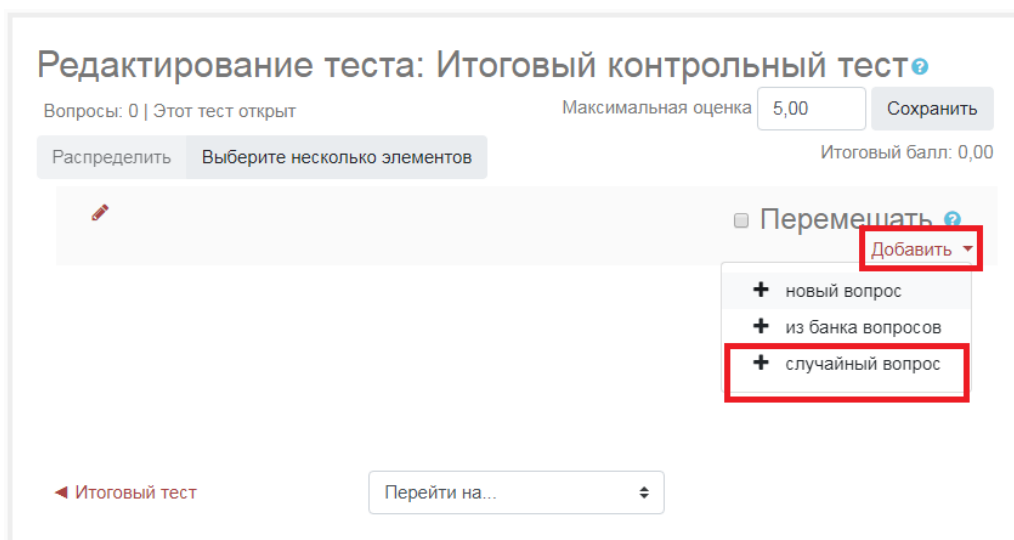 Редактирование теста: Итоговый контрольный тест
Вопросы: 0 | Этот тест открыт
Максимальная оценка 5,00 Сохранить
Распределить Выберите несколько элементов
Итоговый балл: 0,00
Перемешать
Добавить
новый вопрос
из банка вопросов
случайный вопрос
◄ Итоговый тест
Перейти на...